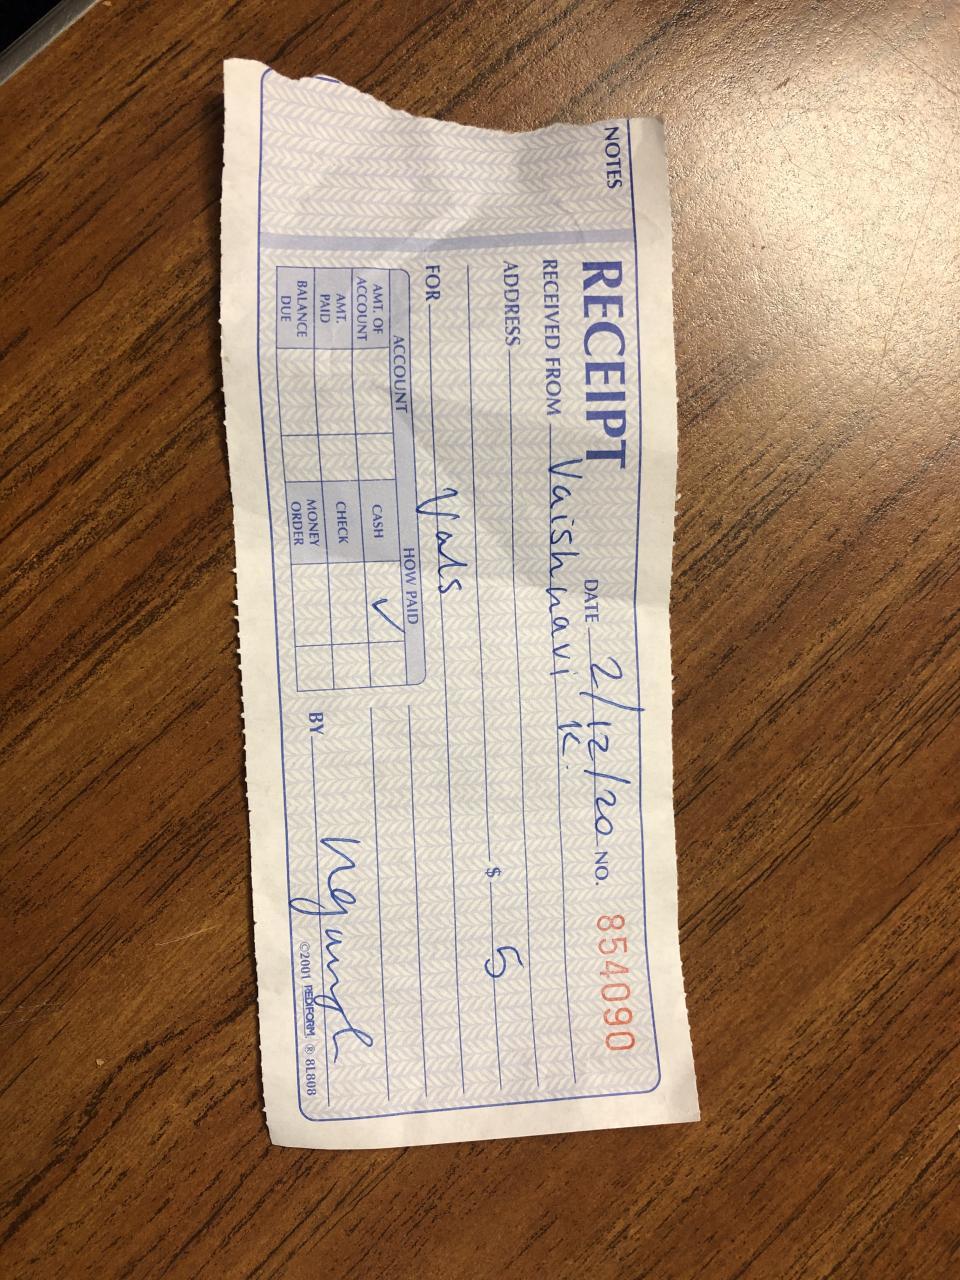 NOTES
RECEIPT DATE 2/12/20 NO. 854090
RECEIVED FROM Vaishnavi K.
ADDRESS
$ 5
FOR Vals
ACCOUNT HOW PAID
AMT. OF ACCOUNT CASH ✓
AMT. PAID CHECK
BALANCE DUE MONEY ORDER
BY
©2001 REDIFORM ® 8L808